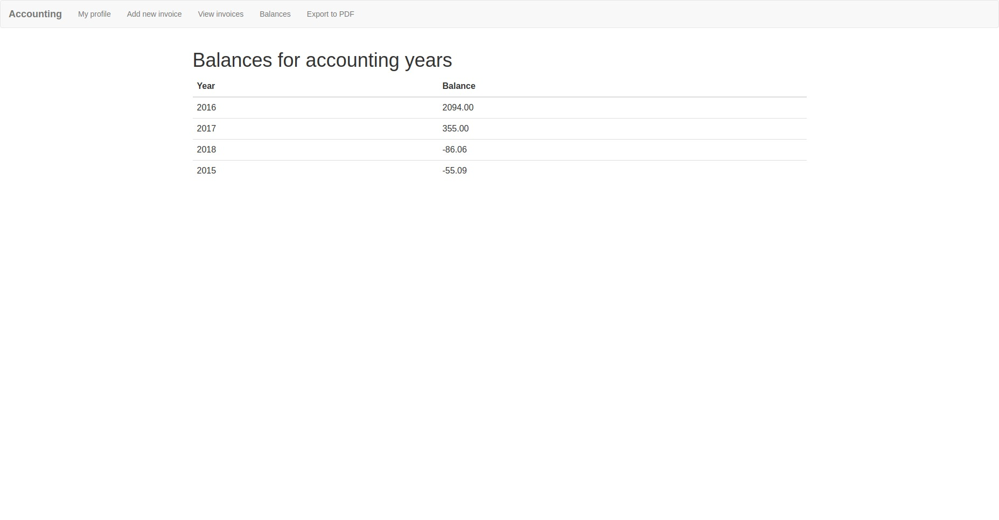 Accounting My profile Add new invoice View invoices Balances Export to PDF
Balances for accounting years
Year Balance
2016 2094.00
2017 355.00
2018 -86.06
2015 -55.09